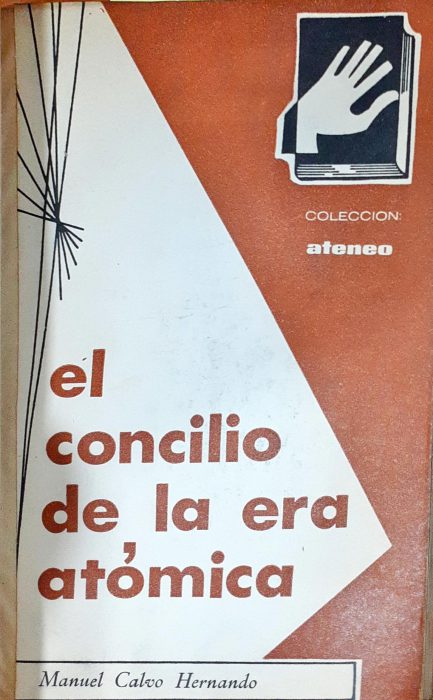 COLECCION:
ateneo
el
concilio
de la era
atómica
Manuel Calvo Hernando